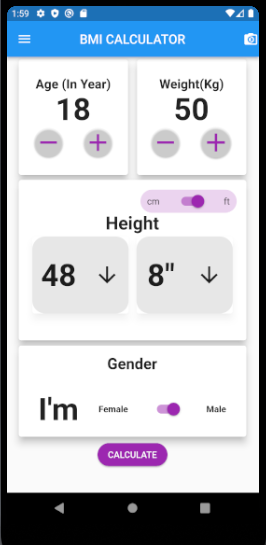 1:59
BMI CALCULATOR
Age (In Year) Weight(Kg)
18 50
cm ft
Height
48 8"
Gender
I'm Female Male
CALCULATE